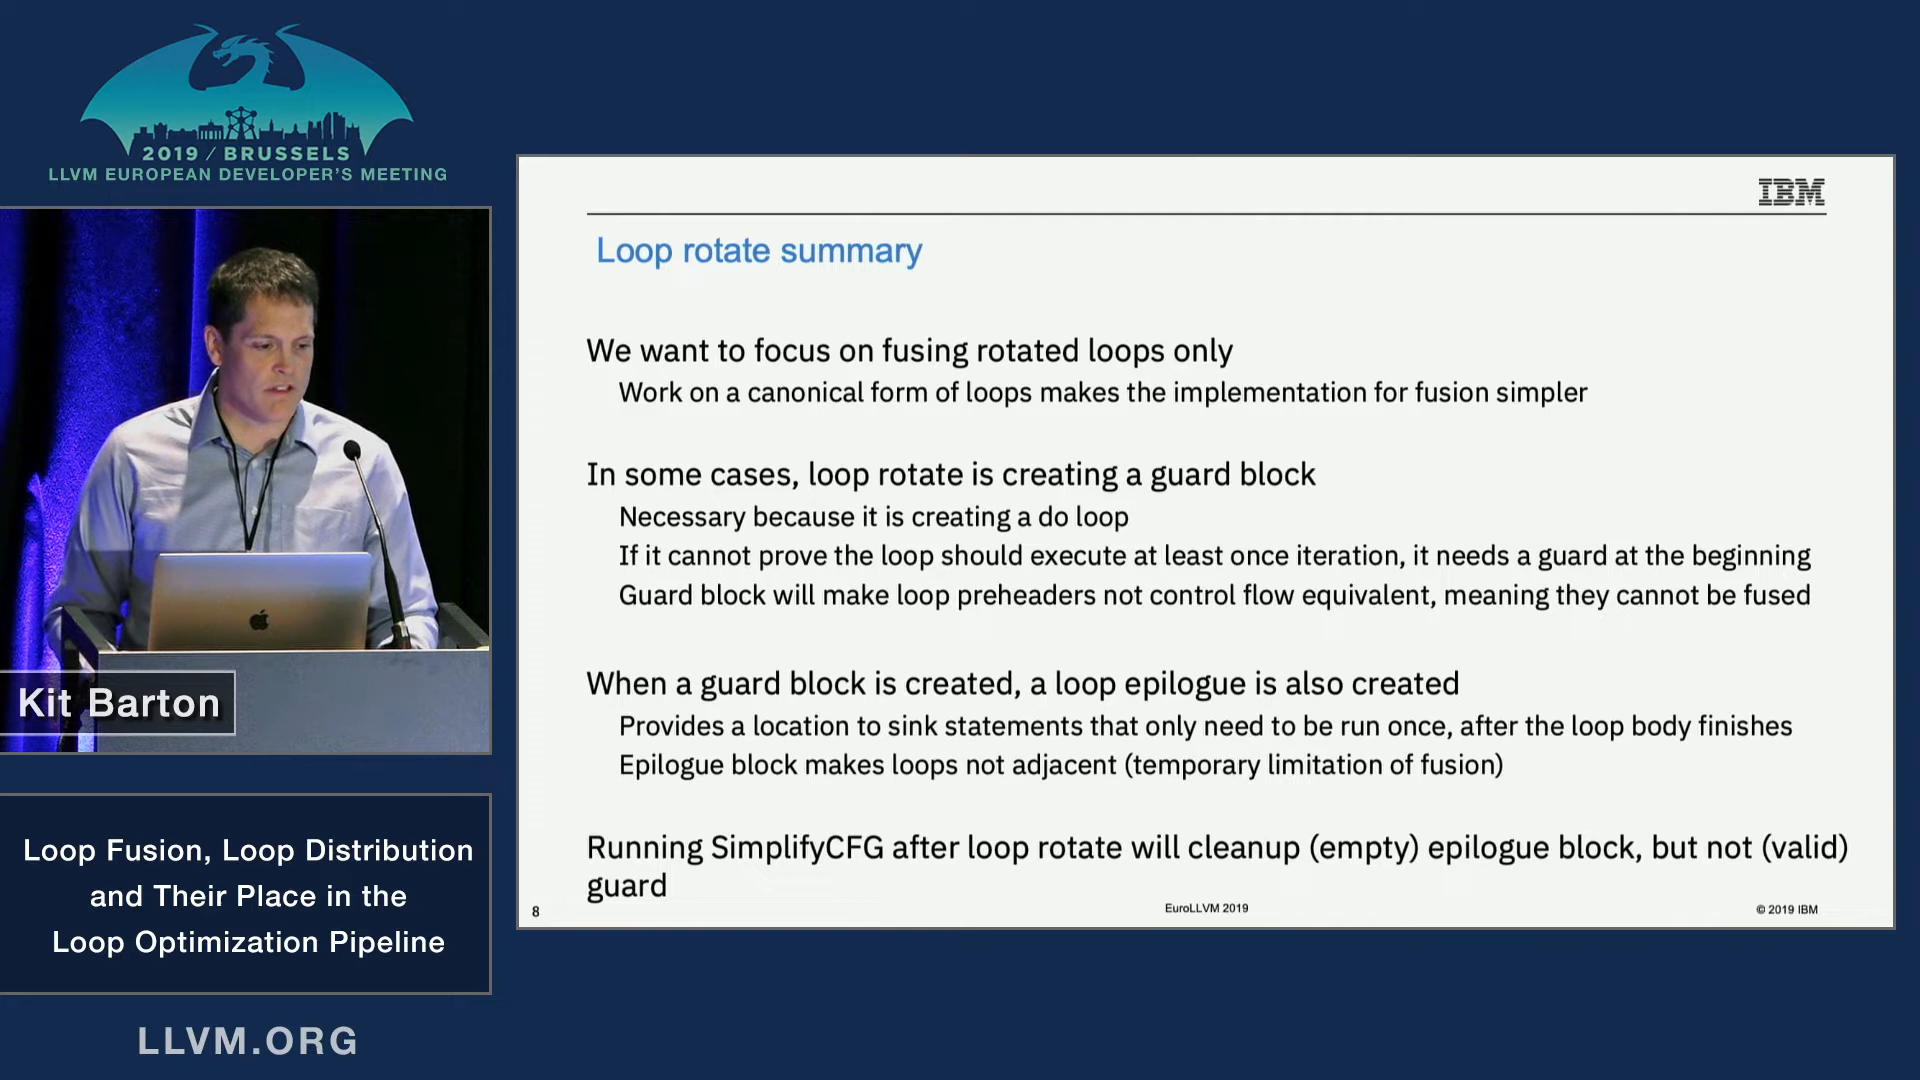 2019 / BRUSSELS
LLVM EUROPEAN DEVELOPER'S MEETING
Kit Barton
Loop Fusion, Loop Distribution
and Their Place in the
Loop Optimization Pipeline
LLVM.ORG
IBM
Loop rotate summary
We want to focus on fusing rotated loops only
Work on a canonical form of loops makes the implementation for fusion simpler
In some cases, loop rotate is creating a guard block
Necessary because it is creating a do loop
If it cannot prove the loop should execute at least once iteration, it needs a guard at the beginning
Guard block will make loop preheaders not control flow equivalent, meaning they cannot be fused
When a guard block is created, a loop epilogue is also created
Provides a location to sink statements that only need to be run once, after the loop body finishes
Epilogue block makes loops not adjacent (temporary limitation of fusion)
Running SimplifyCFG after loop rotate will cleanup (empty) epilogue block, but not (valid)
guard
8
EuroLLVM 2019
© 2019 IBM